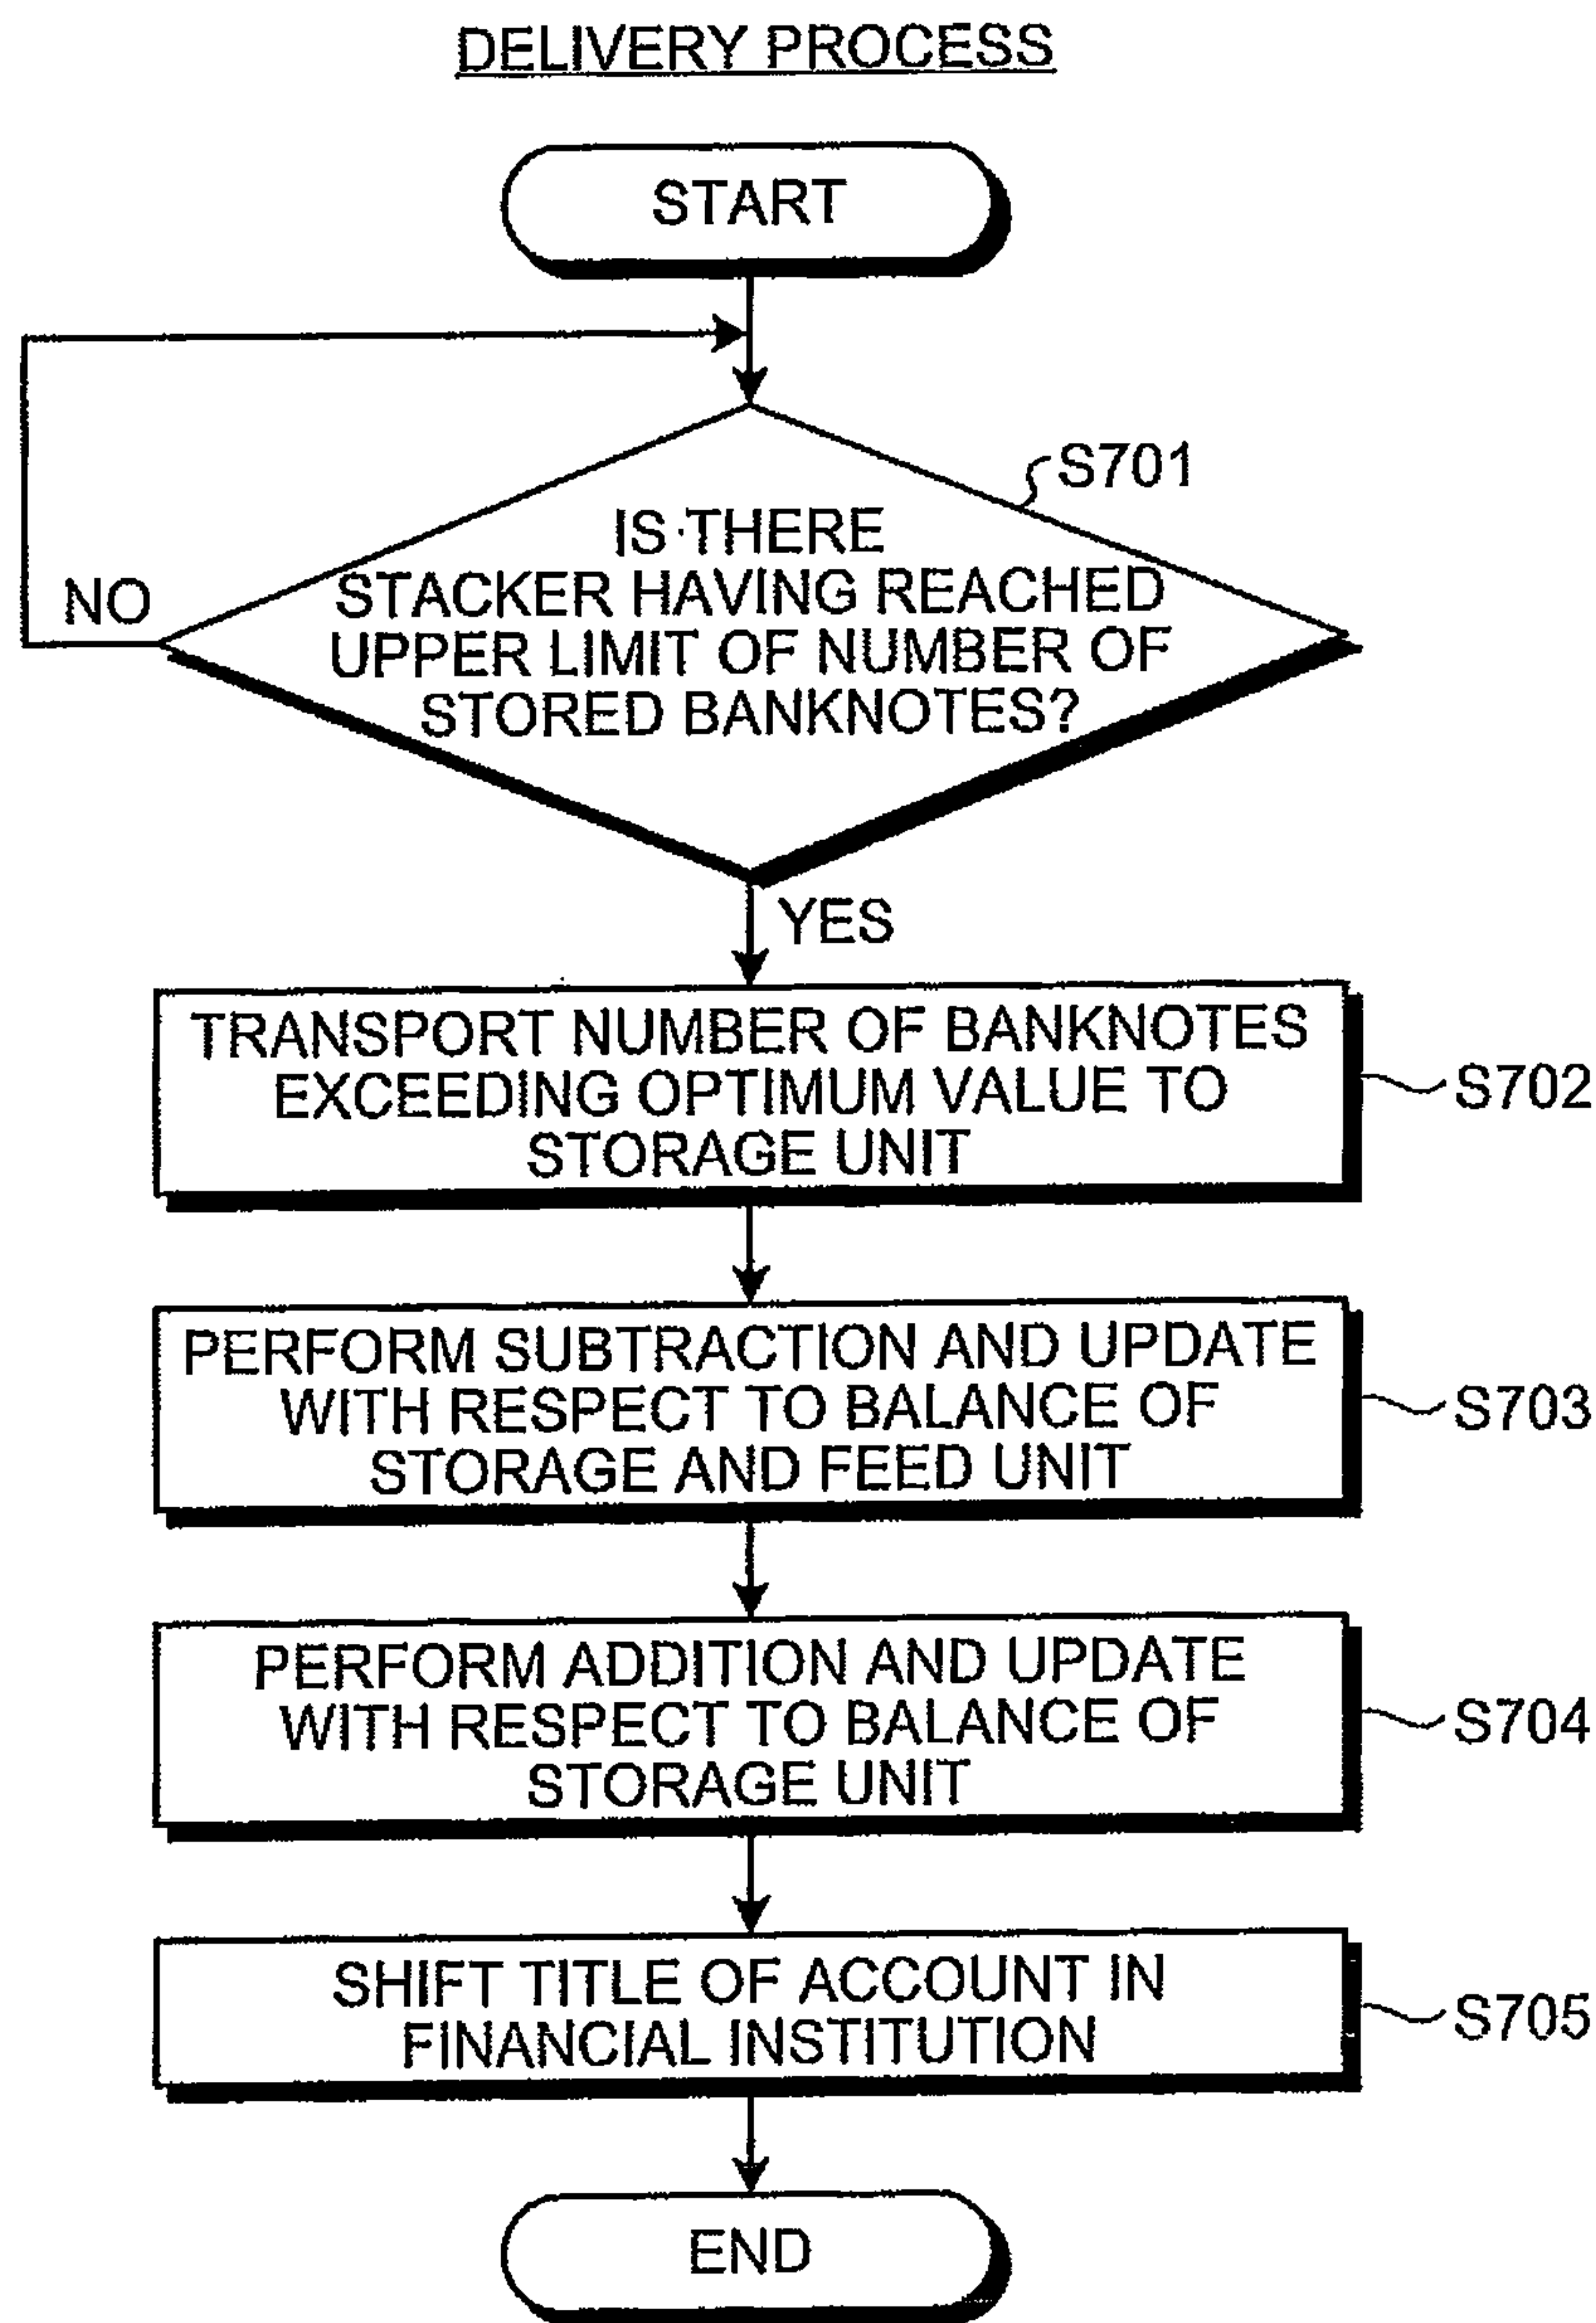 DELIVERY PROCESS
START
S701
IS THERE
STACKER HAVING REACHED
UPPER LIMIT OF NUMBER OF
STORED BANKNOTES?
NO
YES
TRANSPORT NUMBER OF BANKNOTES
EXCEEDING OPTIMUM VALUE TO
STORAGE UNIT
S702
PERFORM SUBTRACTION AND UPDATE
WITH RESPECT TO BALANCE OF
STORAGE AND FEED UNIT
S703
PERFORM ADDITION AND UPDATE
WITH RESPECT TO BALANCE OF
STORAGE UNIT
S704
SHIFT TITLE OF ACCOUNT IN
FINANCIAL INSTITUTION
S705
END